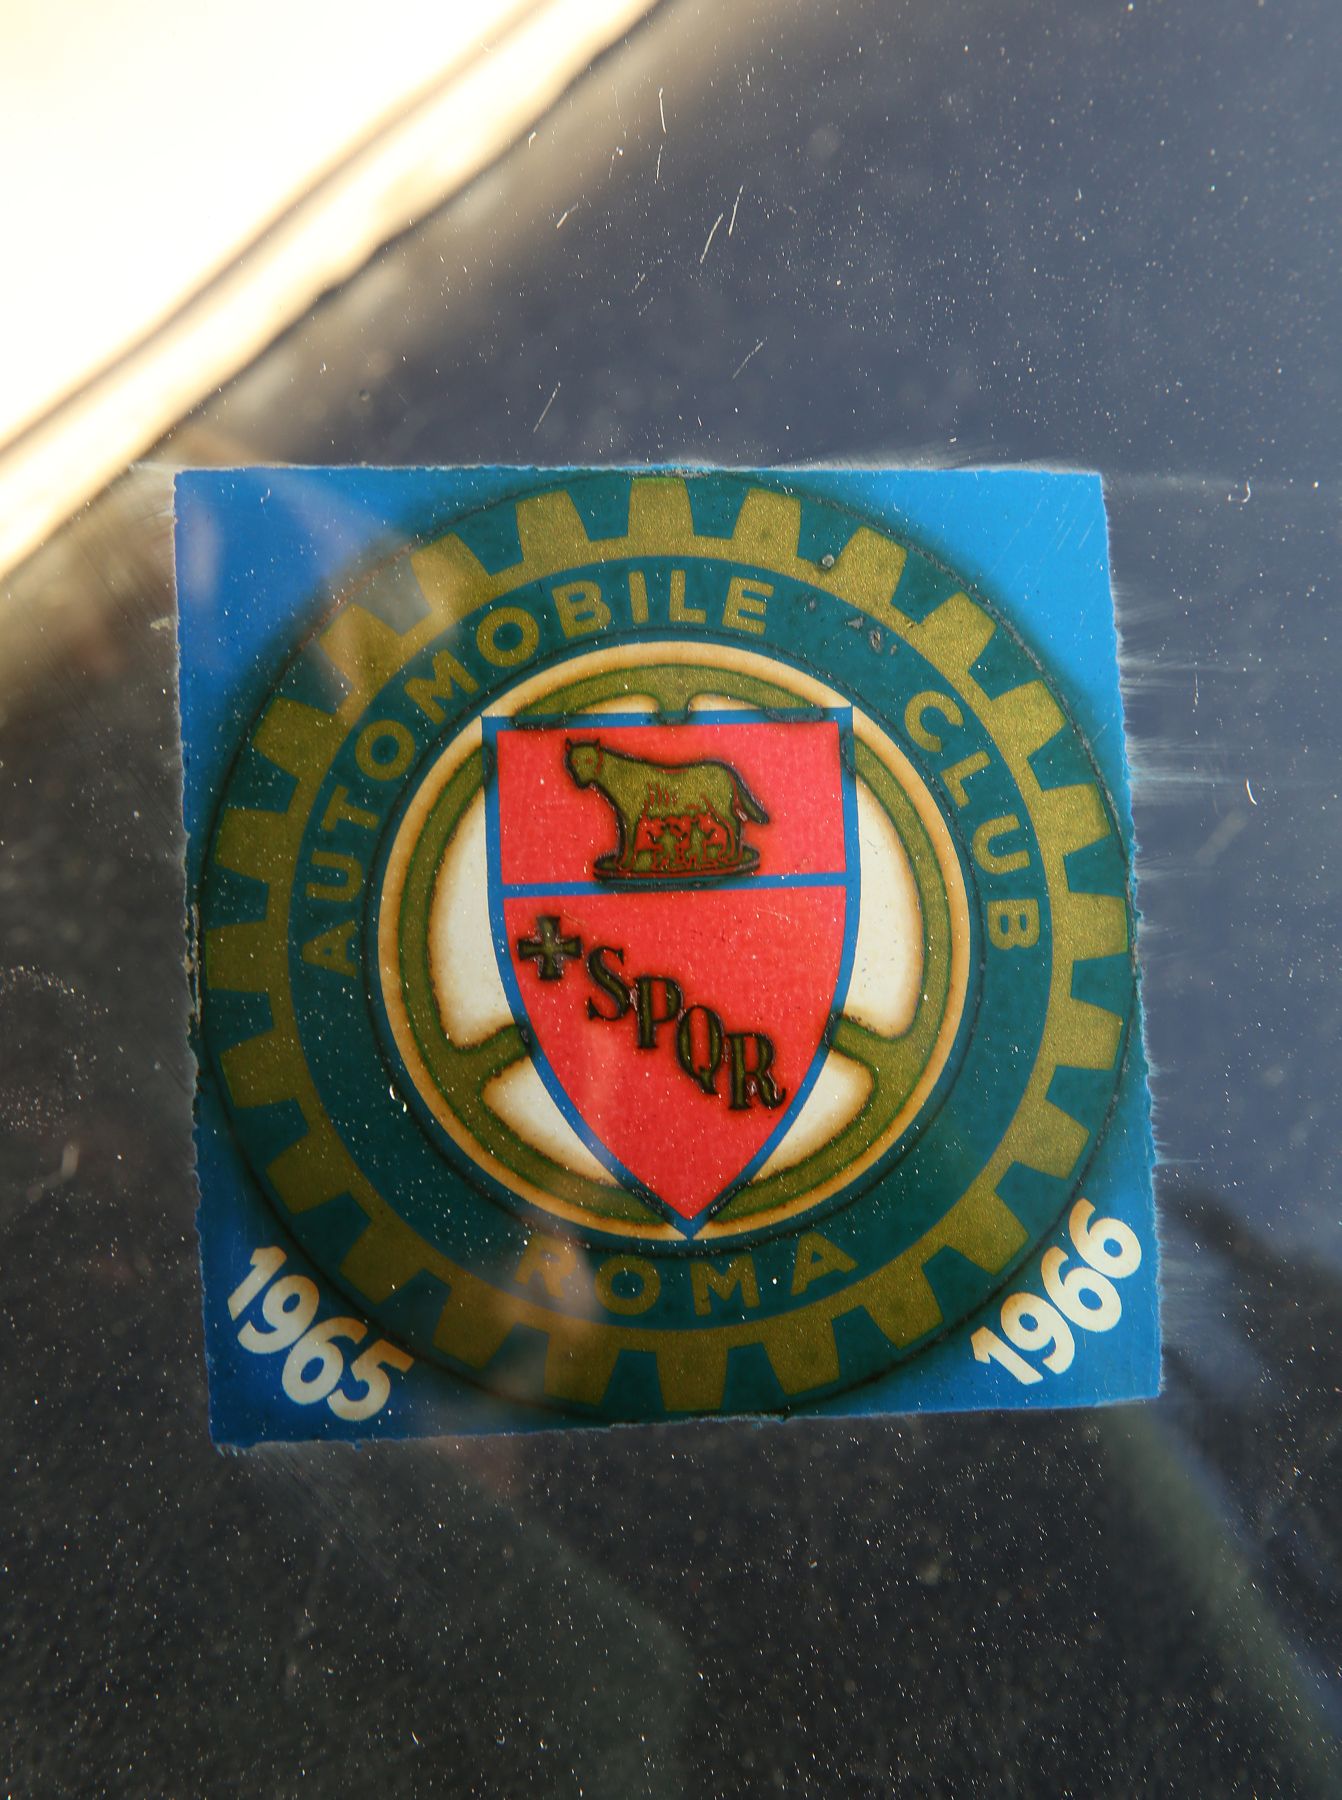 AUTOMOBILE CLUB
+SPQR
ROMA
1965
1966